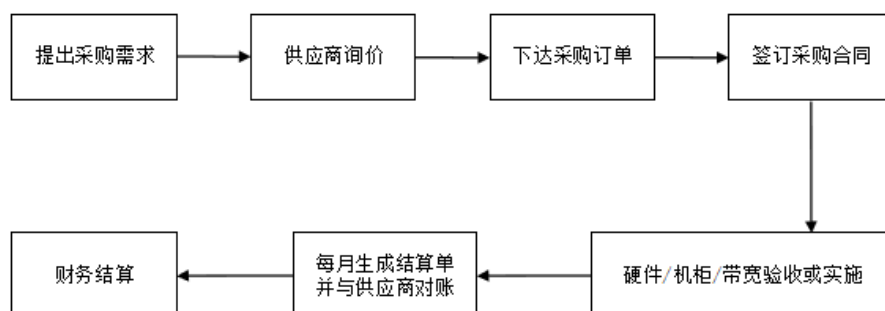 提出采购需求
供应商询价
下达采购订单
签订采购合同
硬件/机柜/带宽验收或实施
每月生成结算单
并与供应商对账
财务结算